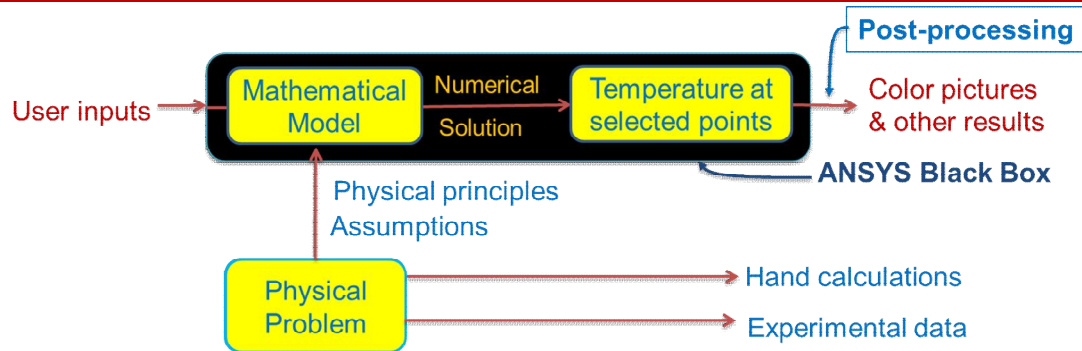 Post-processing
User inputs
Mathematical
Model
Numerical
Solution
Temperature at
selected points
Color pictures
& other results
ANSYS Black Box
Physical principles
Assumptions
Physical
Problem
Hand calculations
Experimental data